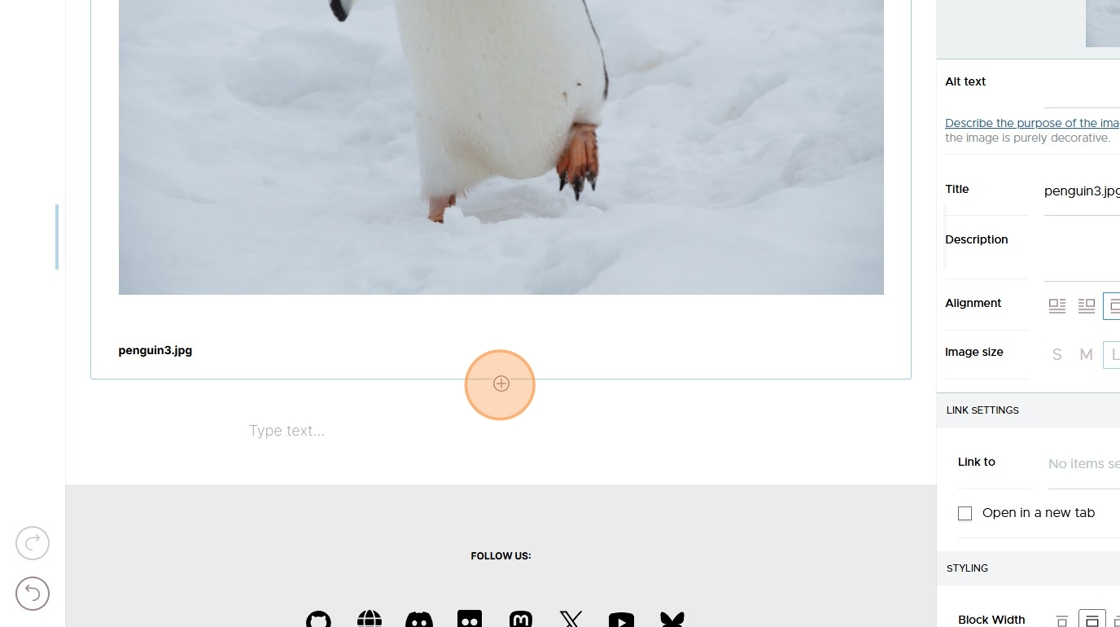 Alt text
Describe the purpose of the ima
the image is purely decorative.
Title
penguin3.jpg
Description
Alignment
penguin3.jpg
Image size
S M L
LINK SETTINGS
Type text...
Link to
No items se
Open in a new tab
FOLLOW US:
STYLING
Block Width